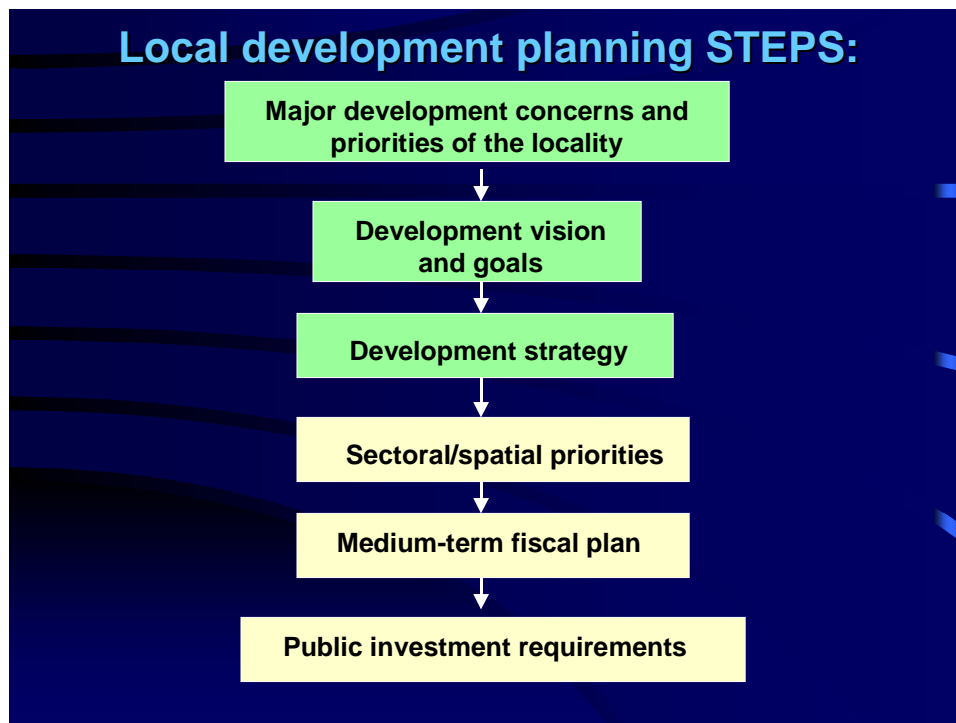 Local development planning STEPS:
Major development concerns and
priorities of the locality
Development vision
and goals
Development strategy
Sectoral/spatial priorities
Medium-term fiscal plan
Public investment requirements